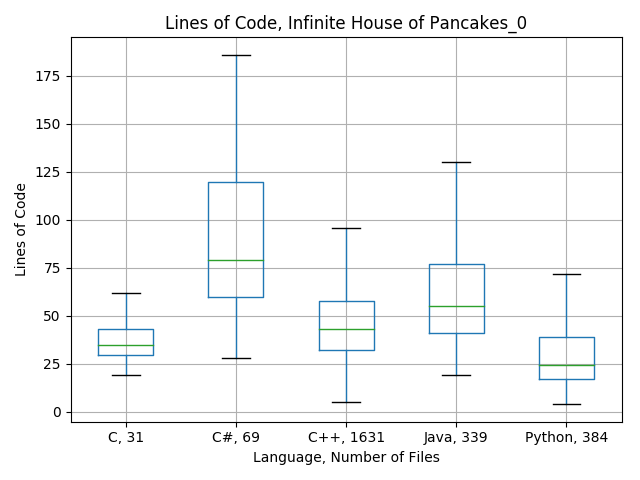 Lines of Code, Infinite House of Pancakes_0
Lines of Code
175
150
125
100
75
50
25
0
C, 31
C#, 69
C++, 1631
Java, 339
Python, 384
Language, Number of Files